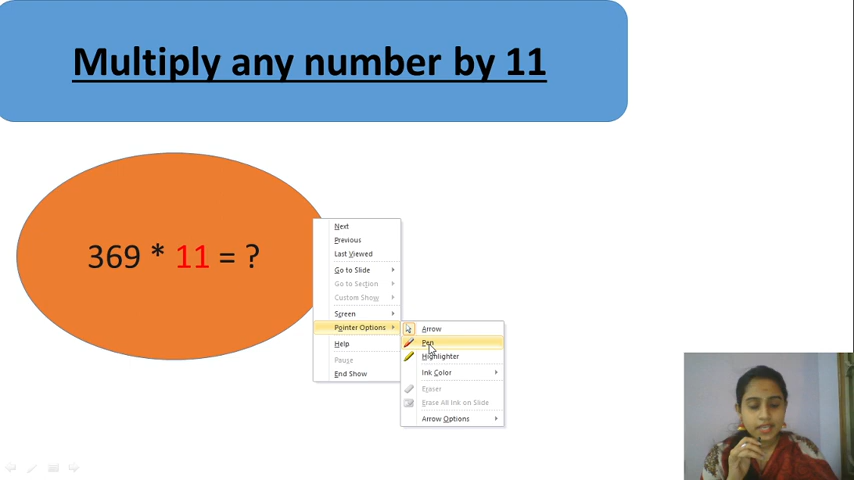 Multiply any number by 11
369 * 11 = ?
Next
Previous
Last Viewed
Go to Slide
Go to Section
Custom Show
Screen
Pointer Options
Help
Pause
End Show
Arrow
Pen
Highlighter
Ink Color
Eraser
Erase All Ink on Slide
Arrow Options